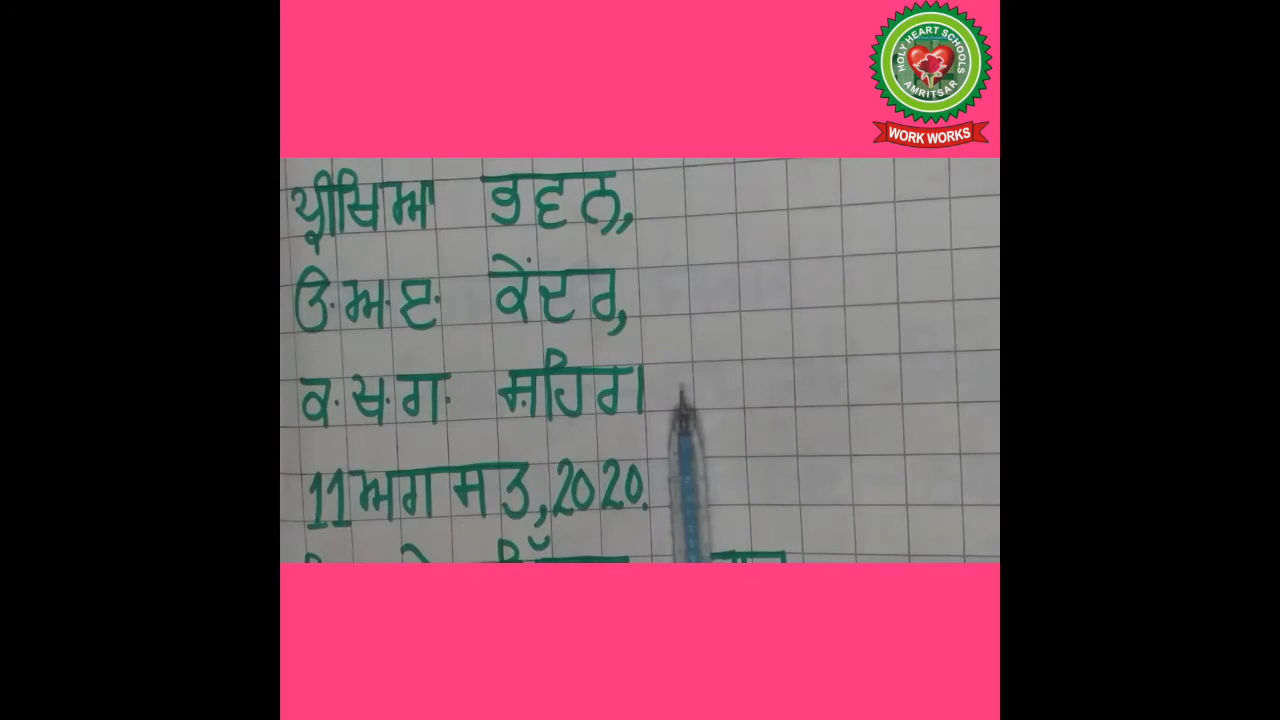 HOLY HEART SCHOOLS
AMRITSAR
WORK WORKS
ਪ੍ਰੀਖਿਆ ਭਵਨ,
ੳ.ਅ.ੲ. ਕੇਂਦਰ,
ਕ.ਖ.ਗ. ਸ਼ਹਿਰ।
11 ਅਗਸਤ, 2020.